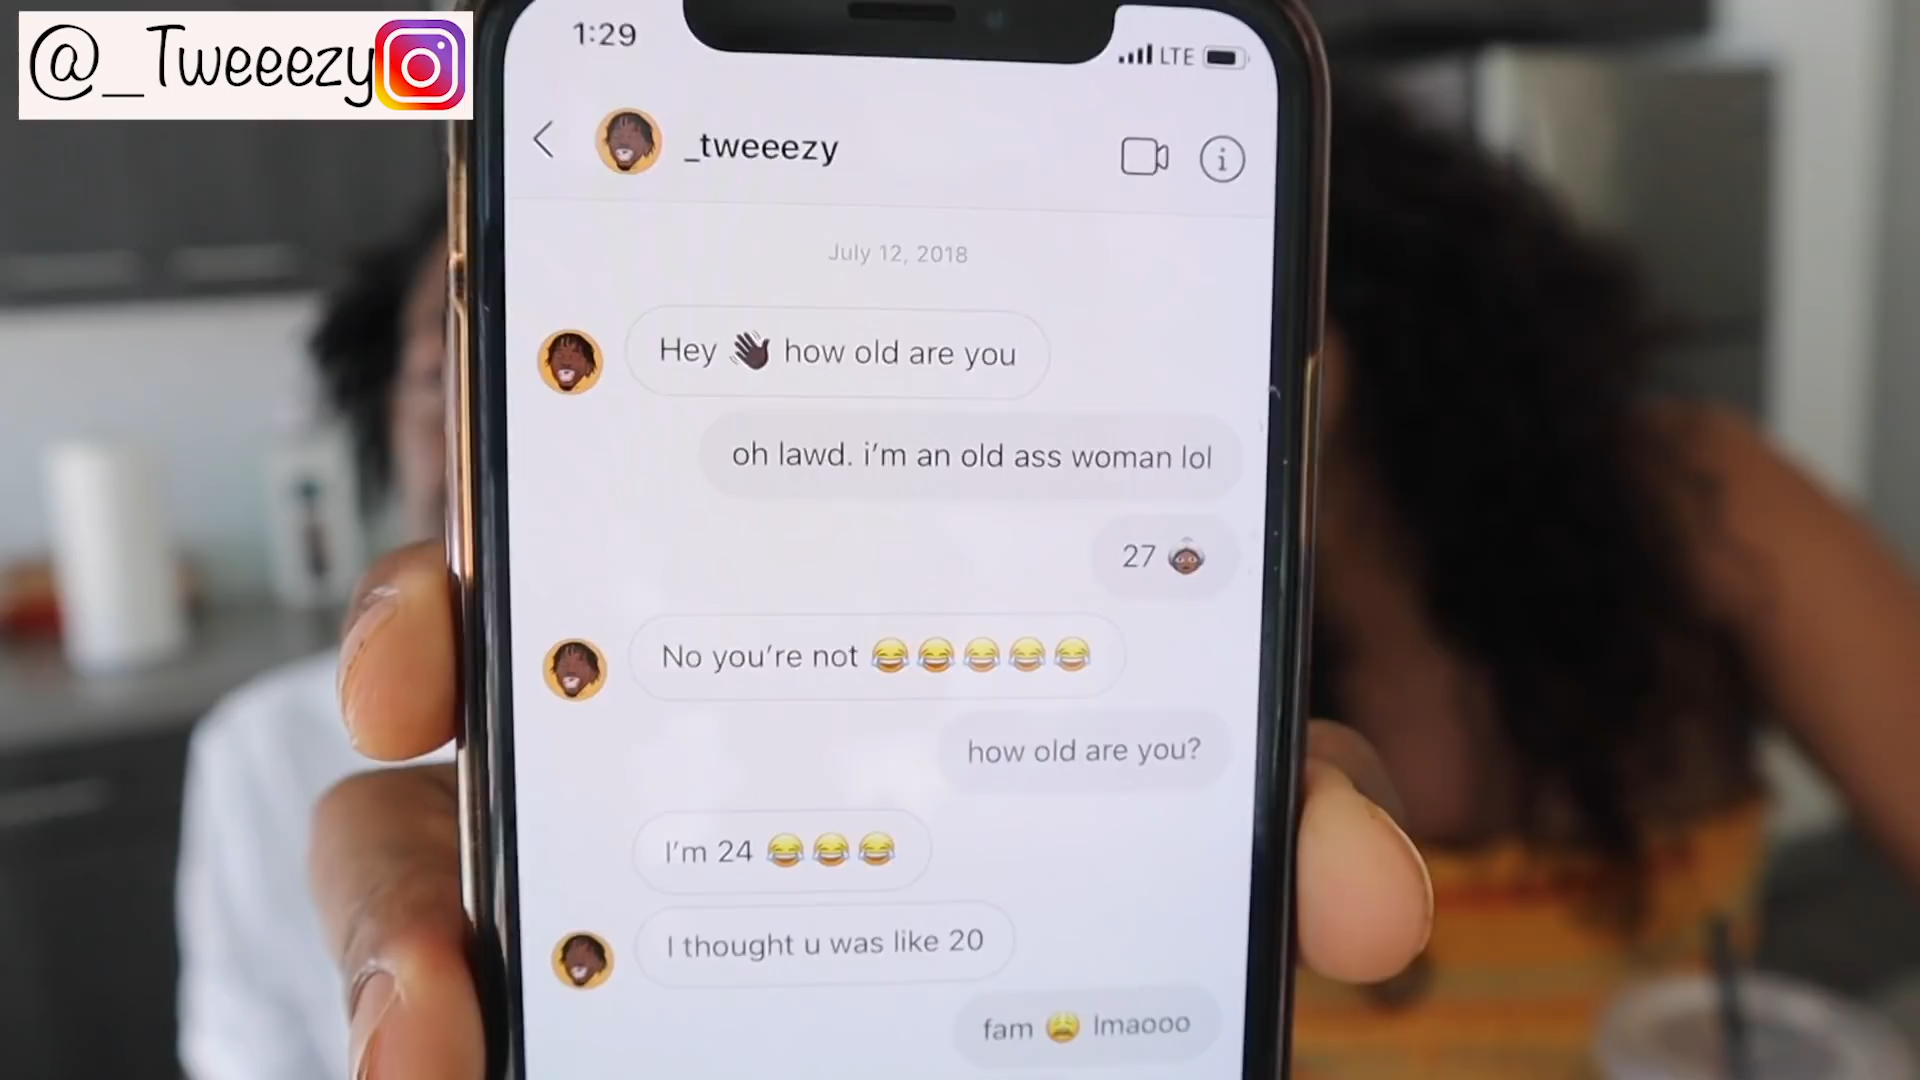 @_Tweeezy
1:29
LTE
_tweeezy
July 12, 2018
Hey 👋🏿 how old are you
oh lawd. i'm an old ass woman lol
27 👵🏿
No you're not 😂😂😂😂😂
how old are you?
I'm 24 😂😂😂
I thought u was like 20
fam 😩 lmaooo